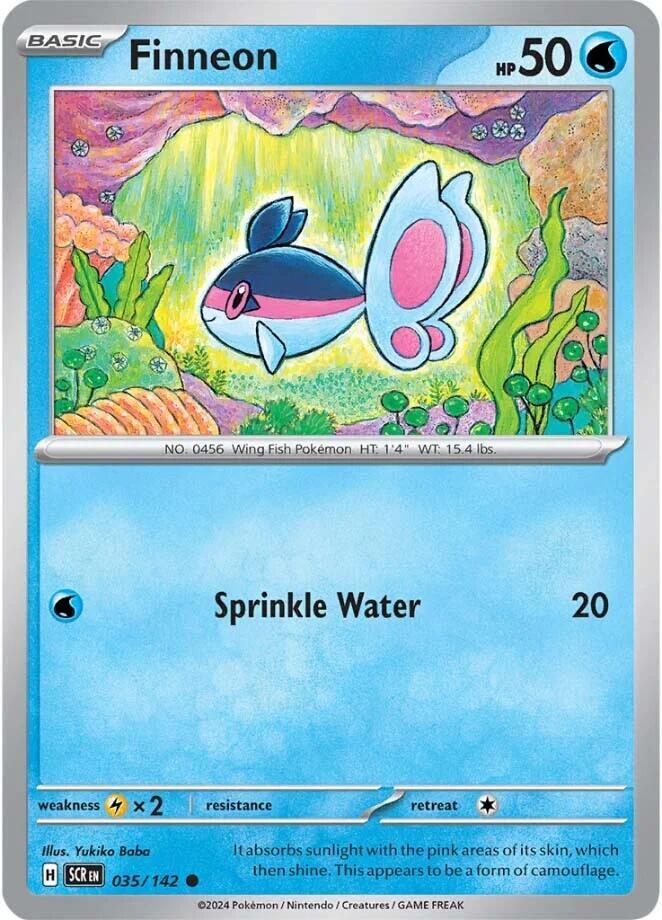 BASIC
Finneon
HP 50
NO. 0456 Wing Fish Pokémon HT: 1'4" WT: 15.4 lbs.
Sprinkle Water 20
weakness ×2 resistance retreat
Illus. Yukiko Baba
It absorbs sunlight with the pink areas of its skin, which
then shine. This appears to be a form of camouflage.
H SCR EN 035/142
©2024 Pokémon / Nintendo / Creatures / GAME FREAK